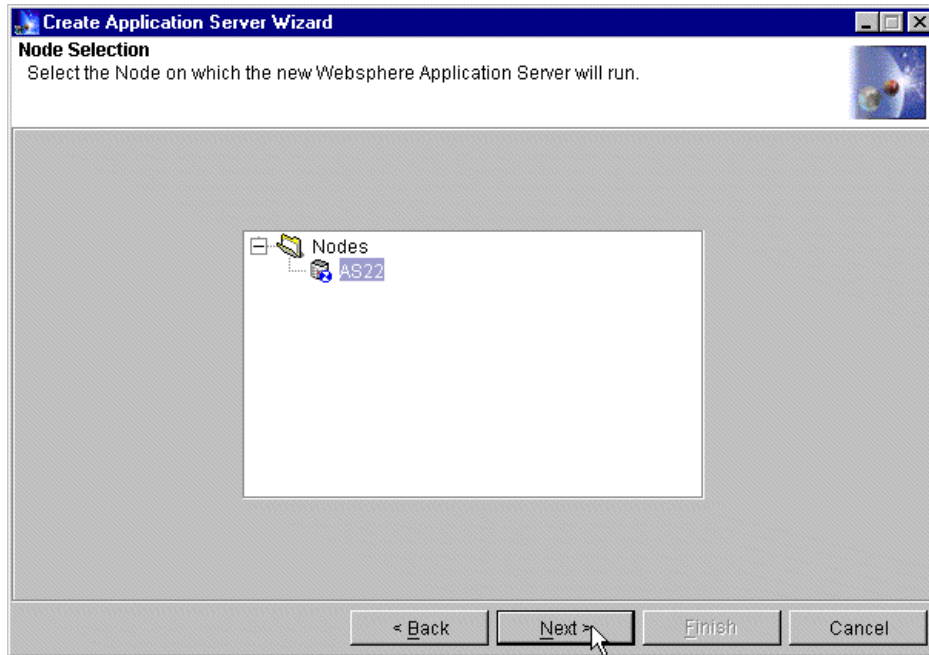 Create Application Server Wizard
Node Selection
Select the Node on which the new Websphere Application Server will run.
Nodes
AS22
< Back
Next >
Finish
Cancel